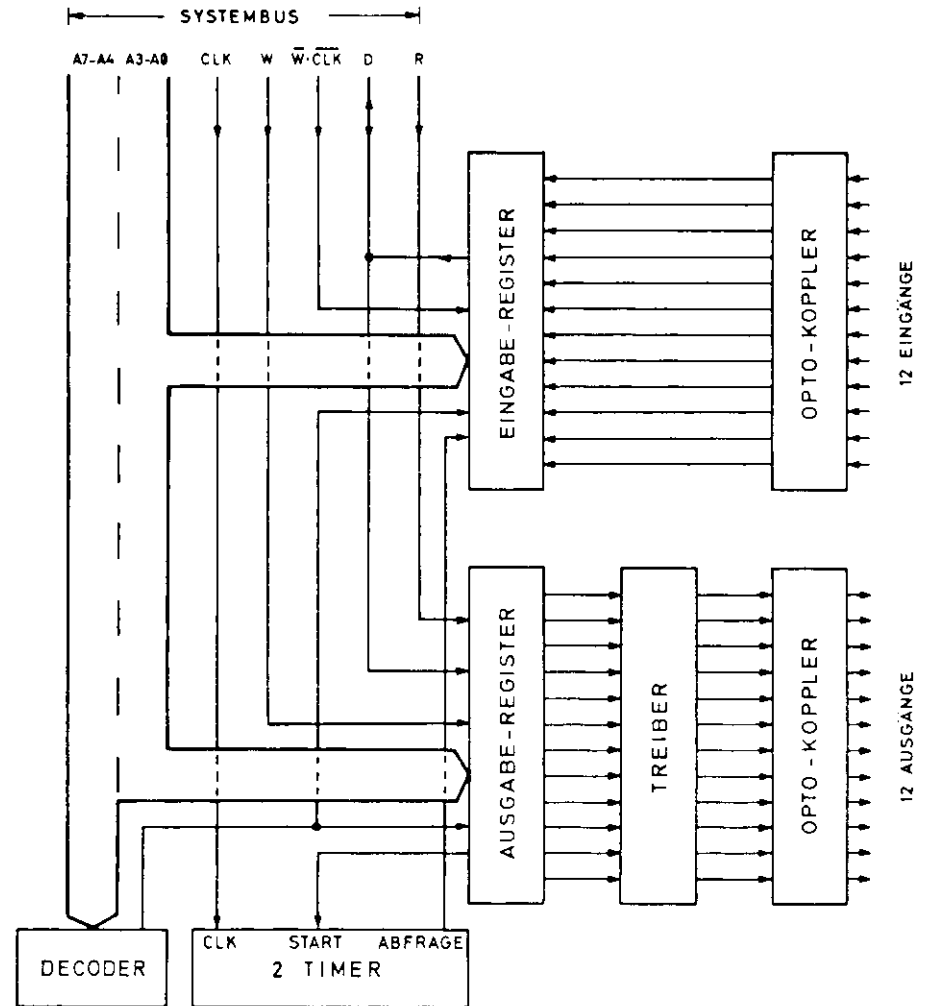 SYSTEMBUS
A7-A4 A3-A0 CLK W W̅·C̅L̅K̅ D R
EINGABE-REGISTER
OPTO-KOPPLER
12 EINGÄNGE
AUSGABE-REGISTER
TREIBER
OPTO-KOPPLER
12 AUSGÄNGE
DECODER
CLK START ABFRAGE
2 TIMER